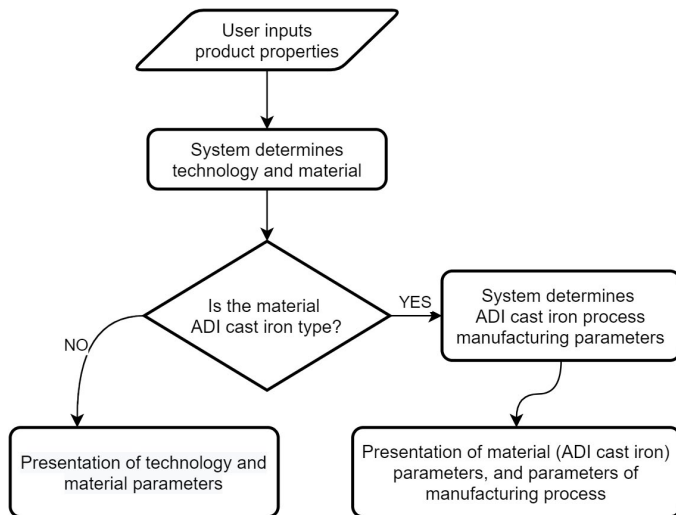 User inputs
product properties
System determines
technology and material
Is the material
ADI cast iron type?
YES
System determines
ADI cast iron process
manufacturing parameters
NO
Presentation of technology and
material parameters
Presentation of material (ADI cast iron)
parameters, and parameters of
manufacturing process